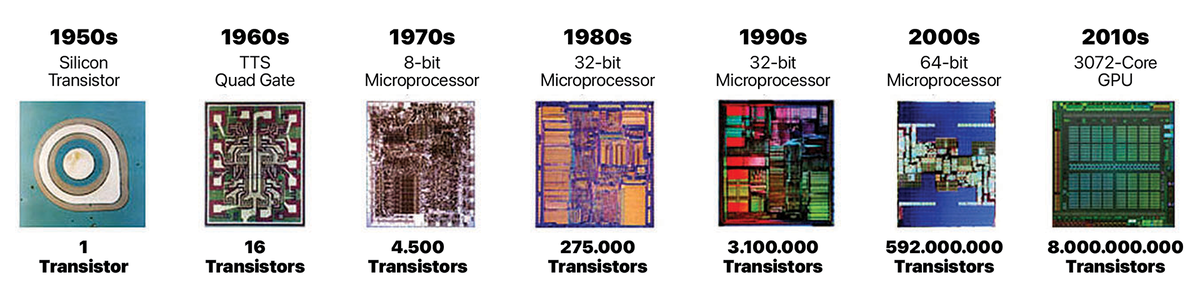 1950s
Silicon
Transistor
1
Transistor
1960s
TTS
Quad Gate
16
Transistors
1970s
8-bit
Microprocessor
4.500
Transistors
1980s
32-bit
Microprocessor
275.000
Transistors
1990s
32-bit
Microprocessor
3.100.000
Transistors
2000s
64-bit
Microprocessor
592.000.000
Transistors
2010s
3072-Core
GPU
8.000.000.000
Transistors